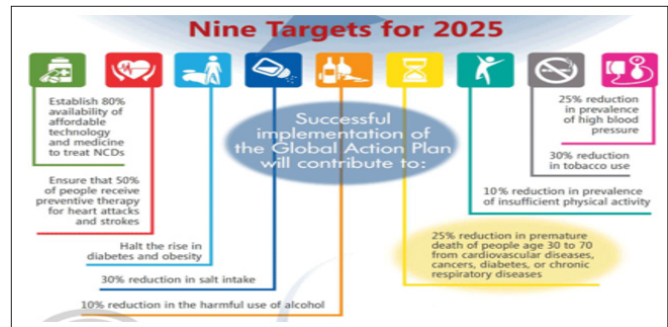 Nine Targets for 2025
Establish 80%
availability of
affordable
technology
and medicine
to treat NCDs
Ensure that 50%
of people receive
preventive therapy
for heart attacks
and strokes
Halt the rise in
diabetes and obesity
30% reduction in salt intake
10% reduction in the harmful use of alcohol
Successful
implementation of
the Global Action Plan
will contribute to:
25% reduction in premature
death of people age 30 to 70
from cardiovascular diseases,
cancers, diabetes, or chronic
respiratory diseases
10% reduction in prevalence
of insufficient physical activity
30% reduction
in tobacco use
25% reduction
in prevalence
of high blood
pressure